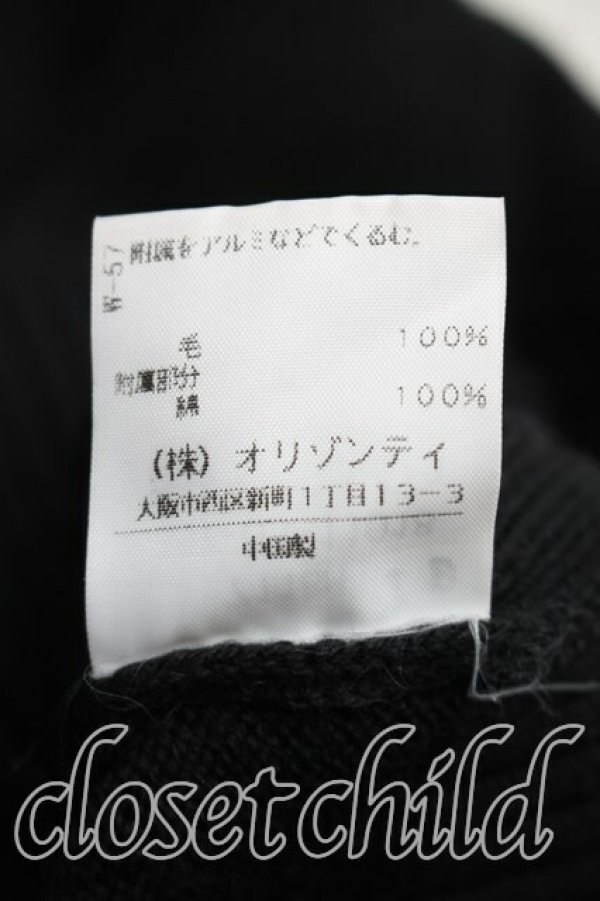 W-57
附属をアルミなどでくるむ。
毛 100%
附属部分
綿 100%
(株) オリゾンティ
大阪市西区新町1丁目13-3
中国製
closet child